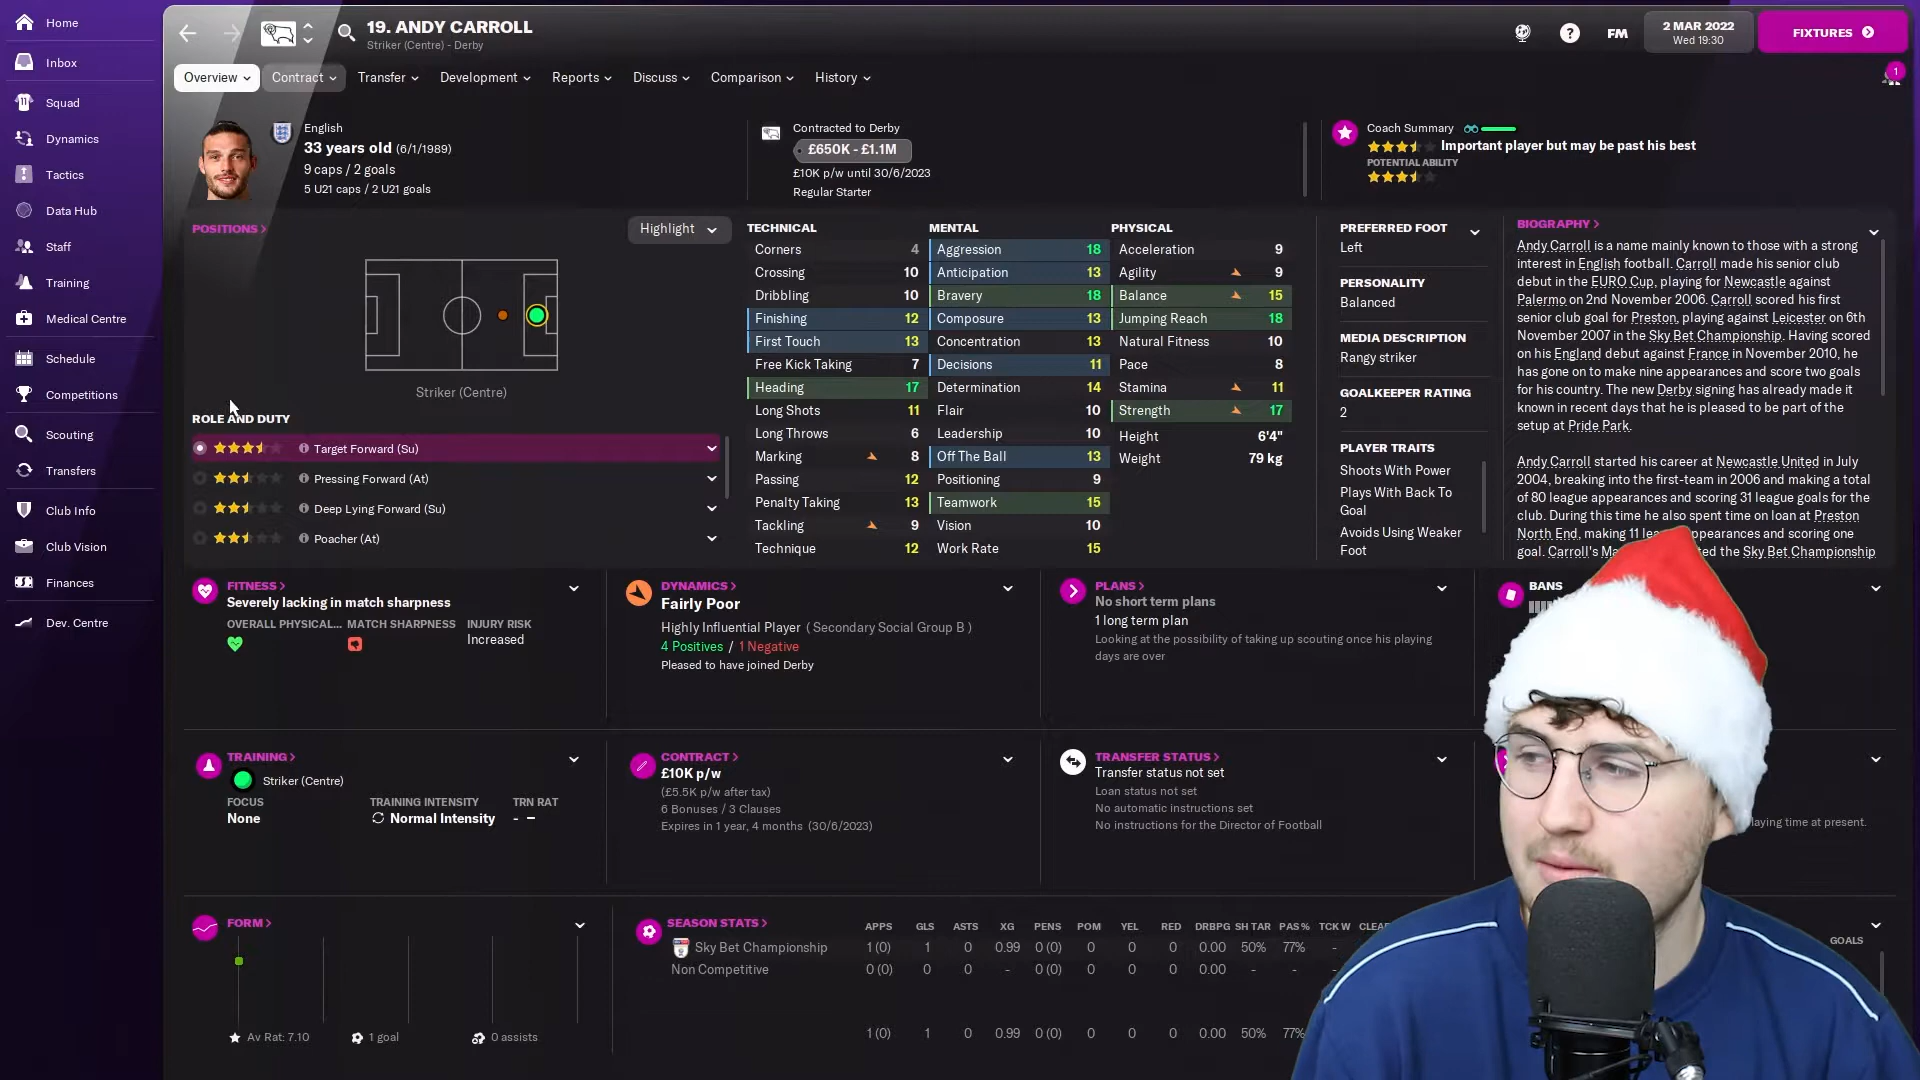 Home
Inbox
Squad
Dynamics
Tactics
Data Hub
Staff
Training
Medical Centre
Schedule
Competitions
Scouting
Transfers
Club Info
Club Vision
Finances
Dev. Centre
19. ANDY CARROLL
Striker (Centre) - Derby
FM
2 MAR 2022
Wed 19:30
FIXTURES
Overview
Contract
Transfer
Development
Reports
Discuss
Comparison
History
1
English
33 years old (6/1/1989)
9 caps / 2 goals
5 U21 caps / 2 U21 goals
Contracted to Derby
£650K - £1.1M
£10K p/w until 30/6/2023
Regular Starter
Coach Summary
Important player but may be past his best
POTENTIAL ABILITY
POSITIONS
Highlight
Striker (Centre)
ROLE AND DUTY
Target Forward (Su)
Pressing Forward (At)
Deep Lying Forward (Su)
Poacher (At)
TECHNICAL
Corners 4
Crossing 10
Dribbling 10
Finishing 12
First Touch 13
Free Kick Taking 7
Heading 17
Long Shots 11
Long Throws 6
Marking 8
Passing 12
Penalty Taking 13
Tackling 9
Technique 12
MENTAL
Aggression 18
Anticipation 13
Bravery 18
Composure 13
Concentration 13
Decisions 11
Determination 14
Flair 10
Leadership 10
Off The Ball 13
Positioning 9
Teamwork 15
Vision 10
Work Rate 15
PHYSICAL
Acceleration 9
Agility 9
Balance 15
Jumping Reach 18
Natural Fitness 10
Pace 8
Stamina 11
Strength 17
Height 6'4"
Weight 79 kg
PREFERRED FOOT
Left
PERSONALITY
Balanced
MEDIA DESCRIPTION
Rangy striker
GOALKEEPER RATING
2
PLAYER TRAITS
Shoots With Power
Plays With Back To
Goal
Avoids Using Weaker
Foot
BIOGRAPHY
Andy Carroll is a name mainly known to those with a strong
interest in English football. Carroll made his senior club
debut in the EURO Cup, playing for Newcastle against
Palermo on 2nd November 2006. Carroll scored his first
senior club goal for Preston, playing against Leicester on 6th
November 2007 in the Sky Bet Championship. Having scored
on his England debut against France in November 2010, he
has gone on to make nine appearances and score two goals
for his country. The new Derby signing has already made it
known in recent days that he is pleased to be part of the
setup at Pride Park.
Andy Carroll started his career at Newcastle United in July
2004, breaking into the first-team in 2006 and making a total
of 80 league appearances and scoring 31 league goals for the
club. During this time he also spent time on loan at Preston
North End, making 11 appearances and scoring one
goal. Carroll's the Sky Bet Championship
FITNESS
Severely lacking in match sharpness
OVERALL PHYSICAL... MATCH SHARPNESS INJURY RISK
Increased
DYNAMICS
Fairly Poor
Highly Influential Player ( Secondary Social Group B )
4 Positives / 1 Negative
Pleased to have joined Derby
PLANS
No short term plans
1 long term plan
Looking at the possibility of taking up scouting once his playing
days are over
BANS
TRAINING
Striker (Centre)
FOCUS TRAINING INTENSITY TRN RAT
None Normal Intensity - -
CONTRACT
£10K p/w
(£5.5K p/w after tax)
6 Bonuses / 3 Clauses
Expires in 1 year, 4 months (30/6/2023)
TRANSFER STATUS
Transfer status not set
Loan status not set
No automatic instructions set
No instructions for the Director of Football
laying time at present.
FORM
Av Rat: 7.10 1 goal 0 assists
SEASON STATS APPS GLS ASTS XG PENS POM YEL RED DRBPG SH TAR PAS % TCK W CLEA
Sky Bet Championship 1 (0) 1 0 0.99 0 (0) 0 0 0 0.00 50% 77% -
Non Competitive 0 (0) 0 0 - 0 (0) 0 0 0 0.00 - - -
1 (0) 1 0 0.99 0 (0) 0 0 0 0.00 50% 77%
GOALS